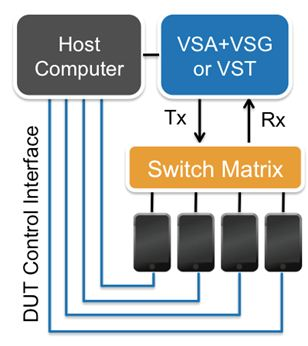 Host
Computer
VSA+VSG
or VST
Tx
Rx
Switch Matrix
DUT Control Interface